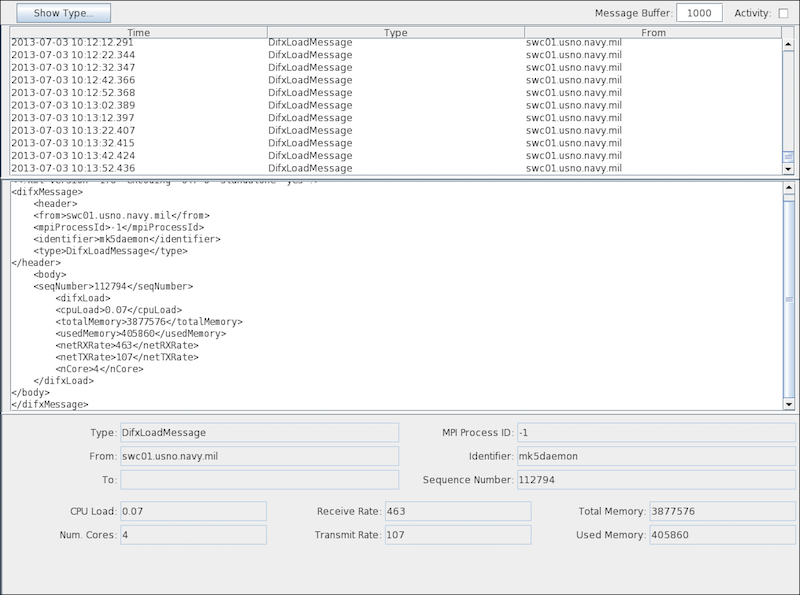 Show Type...
Message Buffer: 1000 Activity:
Time Type From
2013-07-03 10:12:12.291 DifxLoadMessage swc01.usno.navy.mil
2013-07-03 10:12:22.344 DifxLoadMessage swc01.usno.navy.mil
2013-07-03 10:12:32.347 DifxLoadMessage swc01.usno.navy.mil
2013-07-03 10:12:42.366 DifxLoadMessage swc01.usno.navy.mil
2013-07-03 10:12:52.368 DifxLoadMessage swc01.usno.navy.mil
2013-07-03 10:13:02.389 DifxLoadMessage swc01.usno.navy.mil
2013-07-03 10:13:12.397 DifxLoadMessage swc01.usno.navy.mil
2013-07-03 10:13:22.407 DifxLoadMessage swc01.usno.navy.mil
2013-07-03 10:13:32.415 DifxLoadMessage swc01.usno.navy.mil
2013-07-03 10:13:42.424 DifxLoadMessage swc01.usno.navy.mil
2013-07-03 10:13:52.436 DifxLoadMessage swc01.usno.navy.mil
<difxMessage>
<header>
<from>swc01.usno.navy.mil</from>
<mpiProcessId>-1</mpiProcessId>
<identifier>mk5daemon</identifier>
<type>DifxLoadMessage</type>
</header>
<body>
<seqNumber>112794</seqNumber>
<difxLoad>
<cpuLoad>0.07</cpuLoad>
<totalMemory>3877576</totalMemory>
<usedMemory>405860</usedMemory>
<netRXRate>463</netRXRate>
<netTXRate>107</netTXRate>
<nCore>4</nCore>
</difxLoad>
</body>
</difxMessage>
Type: DifxLoadMessage MPI Process ID: -1
From: swc01.usno.navy.mil Identifier: mk5daemon
To: Sequence Number: 112794
CPU Load: 0.07 Receive Rate: 463 Total Memory: 3877576
Num. Cores: 4 Transmit Rate: 107 Used Memory: 405860